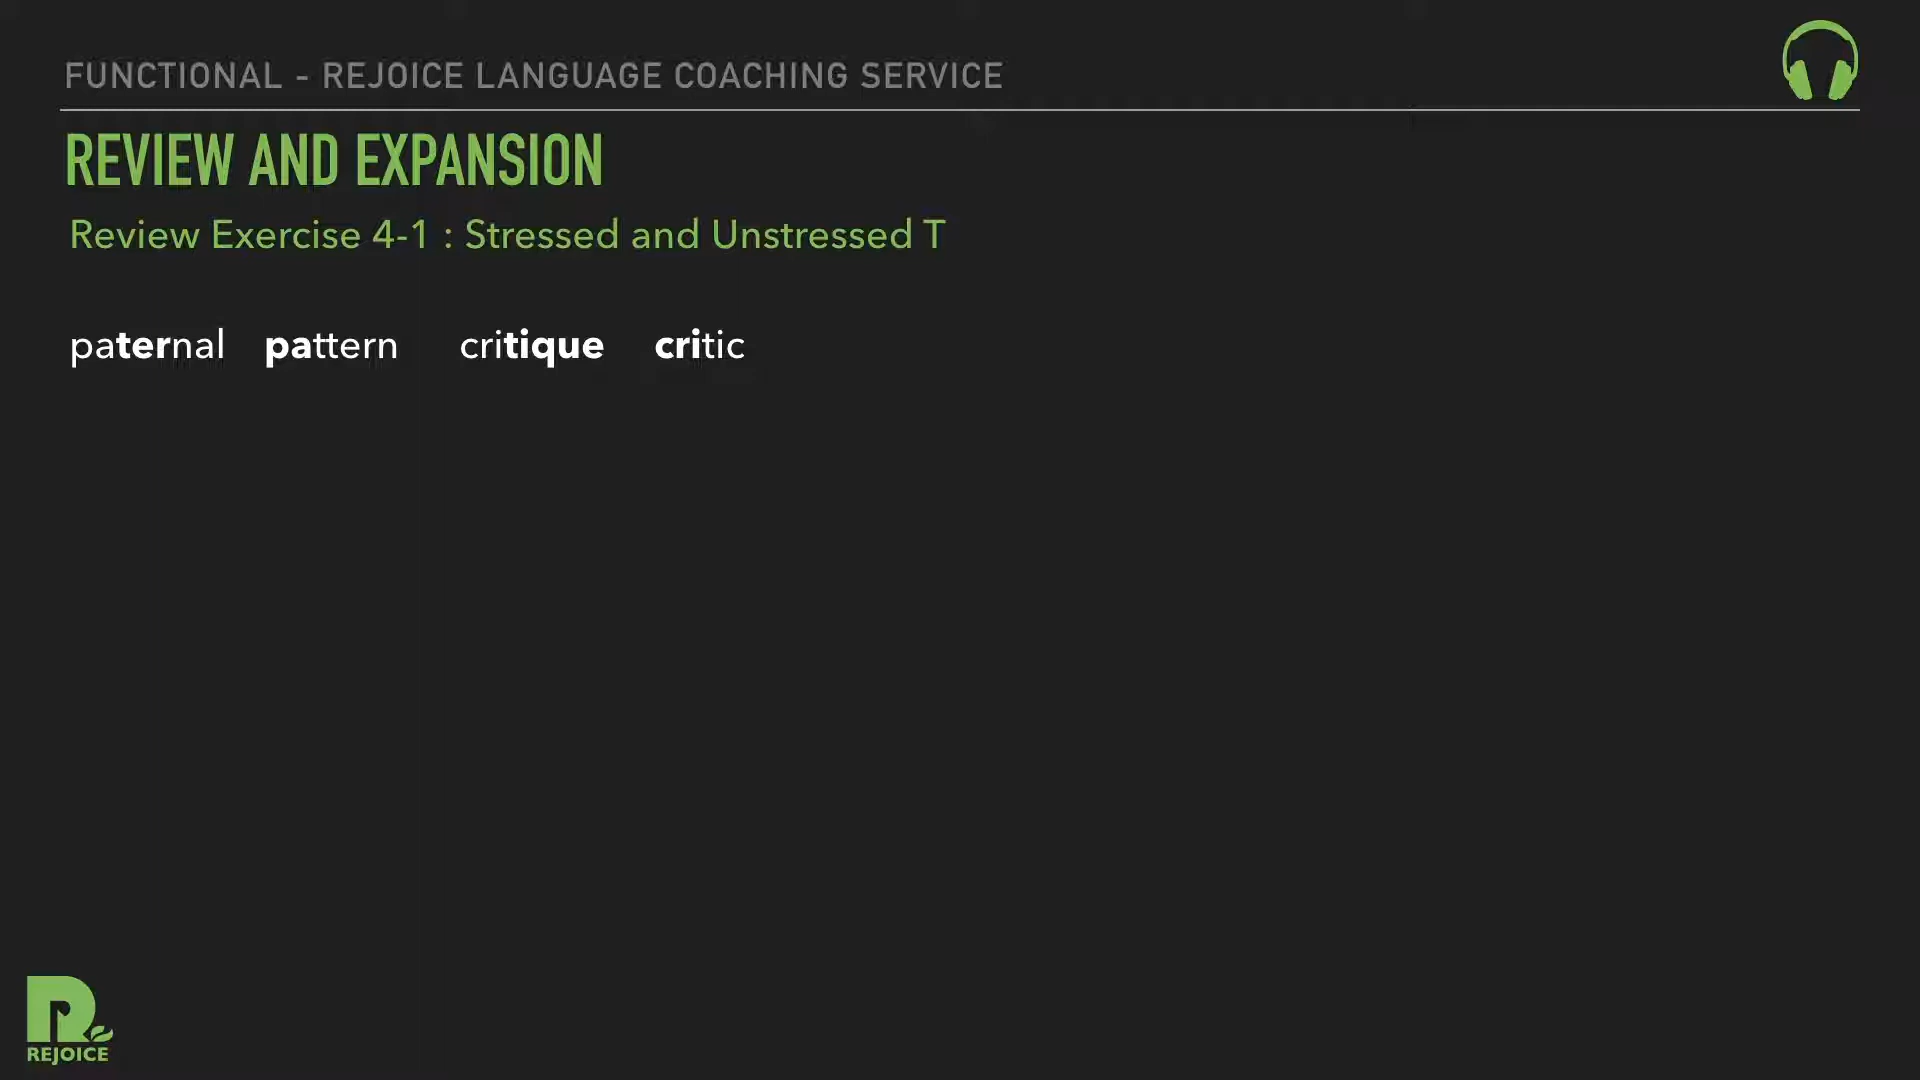 FUNCTIONAL - REJOICE LANGUAGE COACHING SERVICE
REVIEW AND EXPANSION
Review Exercise 4-1 : Stressed and Unstressed T
paternal pattern critique critic
REJOICE